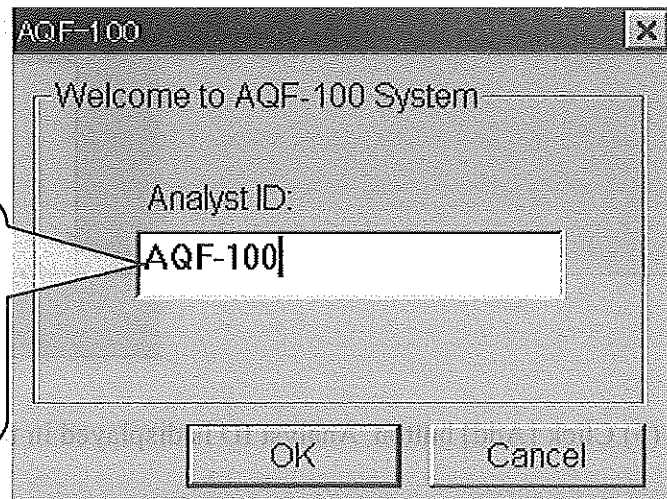 AQF-100
Welcome to AQF-100 System
Analyst ID:
AQF-100
OK
Cancel